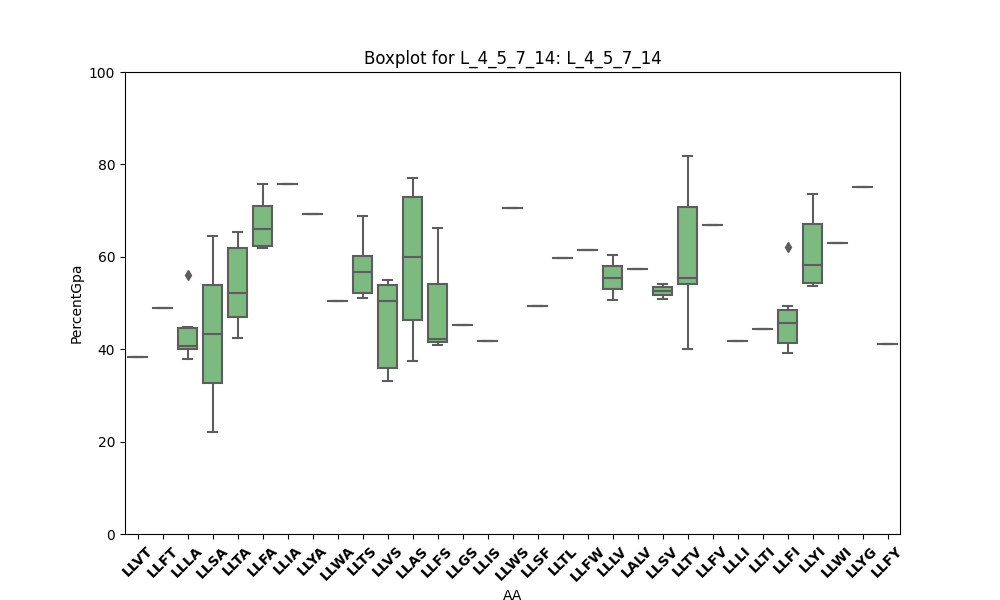 Boxplot for L_4_5_7_14: L_4_5_7_14
PercentGpa
100
80
60
40
20
0
LLVT LLFT LLLA LLSA LLTA LLFA LLIA LLYA LLWA LLTS LLVS LLAS LLFS LLGS LLIS LLWS LLSF LLTL LLFW LLLV LALV LLSV LLTV LLFV LLLI LLTI LLFI LLYI LLWI LLYG LLFY
AA